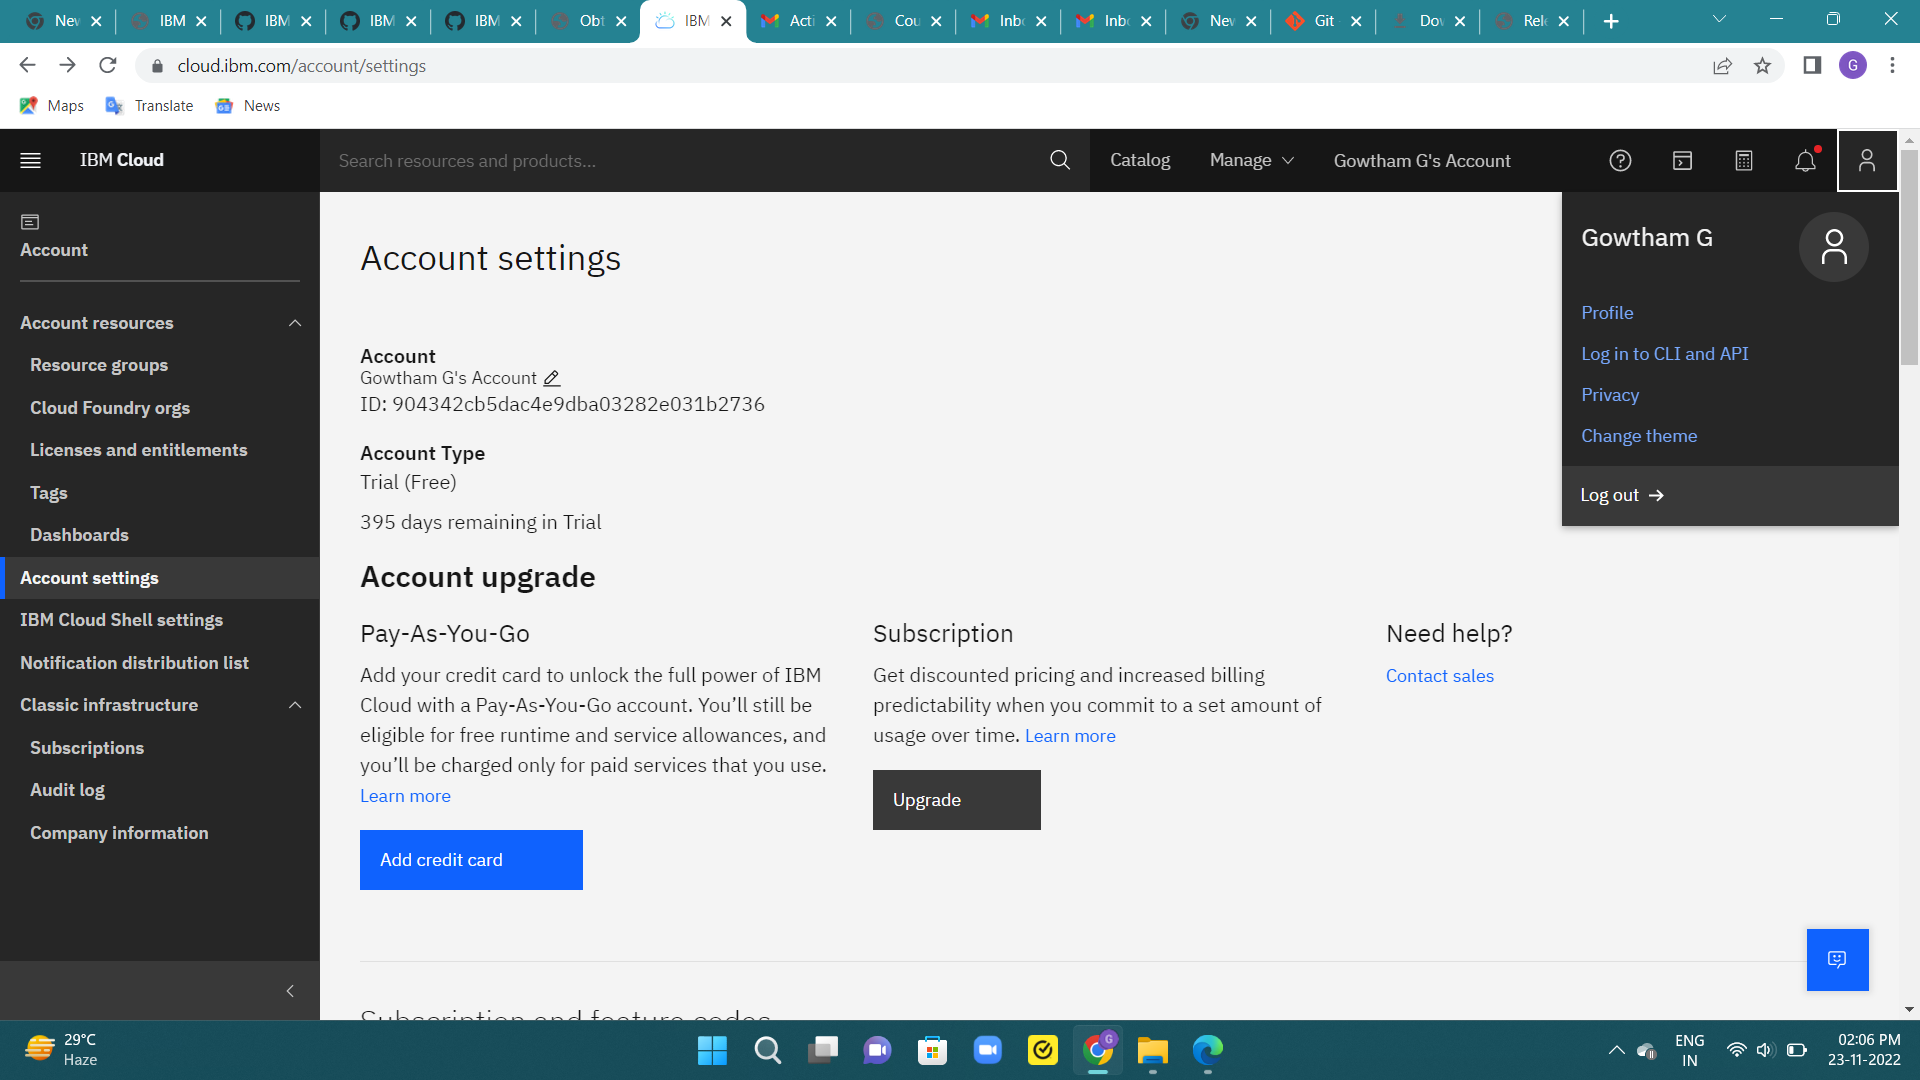 Nev
IBM
IBM
IBM
IBM
Obt
IBM
Acti
Cou
Inbo
Inbo
Nev
Git -
Dov
Rele
cloud.ibm.com/account/settings
G
Maps
Translate
News
IBM Cloud
Search resources and products...
Catalog
Manage
Gowtham G's Account
Account
Account resources
Resource groups
Cloud Foundry orgs
Licenses and entitlements
Tags
Dashboards
Account settings
IBM Cloud Shell settings
Notification distribution list
Classic infrastructure
Subscriptions
Audit log
Company information
Account settings
Account
Gowtham G's Account
ID: 904342cb5dac4e9dba03282e031b2736
Account Type
Trial (Free)
395 days remaining in Trial
Account upgrade
Pay-As-You-Go
Add your credit card to unlock the full power of IBM
Cloud with a Pay-As-You-Go account. You’ll still be
eligible for free runtime and service allowances, and
you’ll be charged only for paid services that you use.
Learn more
Add credit card
Subscription
Get discounted pricing and increased billing
predictability when you commit to a set amount of
usage over time. Learn more
Upgrade
Need help?
Contact sales
Gowtham G
Profile
Log in to CLI and API
Privacy
Change theme
Log out
Subscription and feature codes
29°C
Haze
G
ENG
IN
02:06 PM
23-11-2022